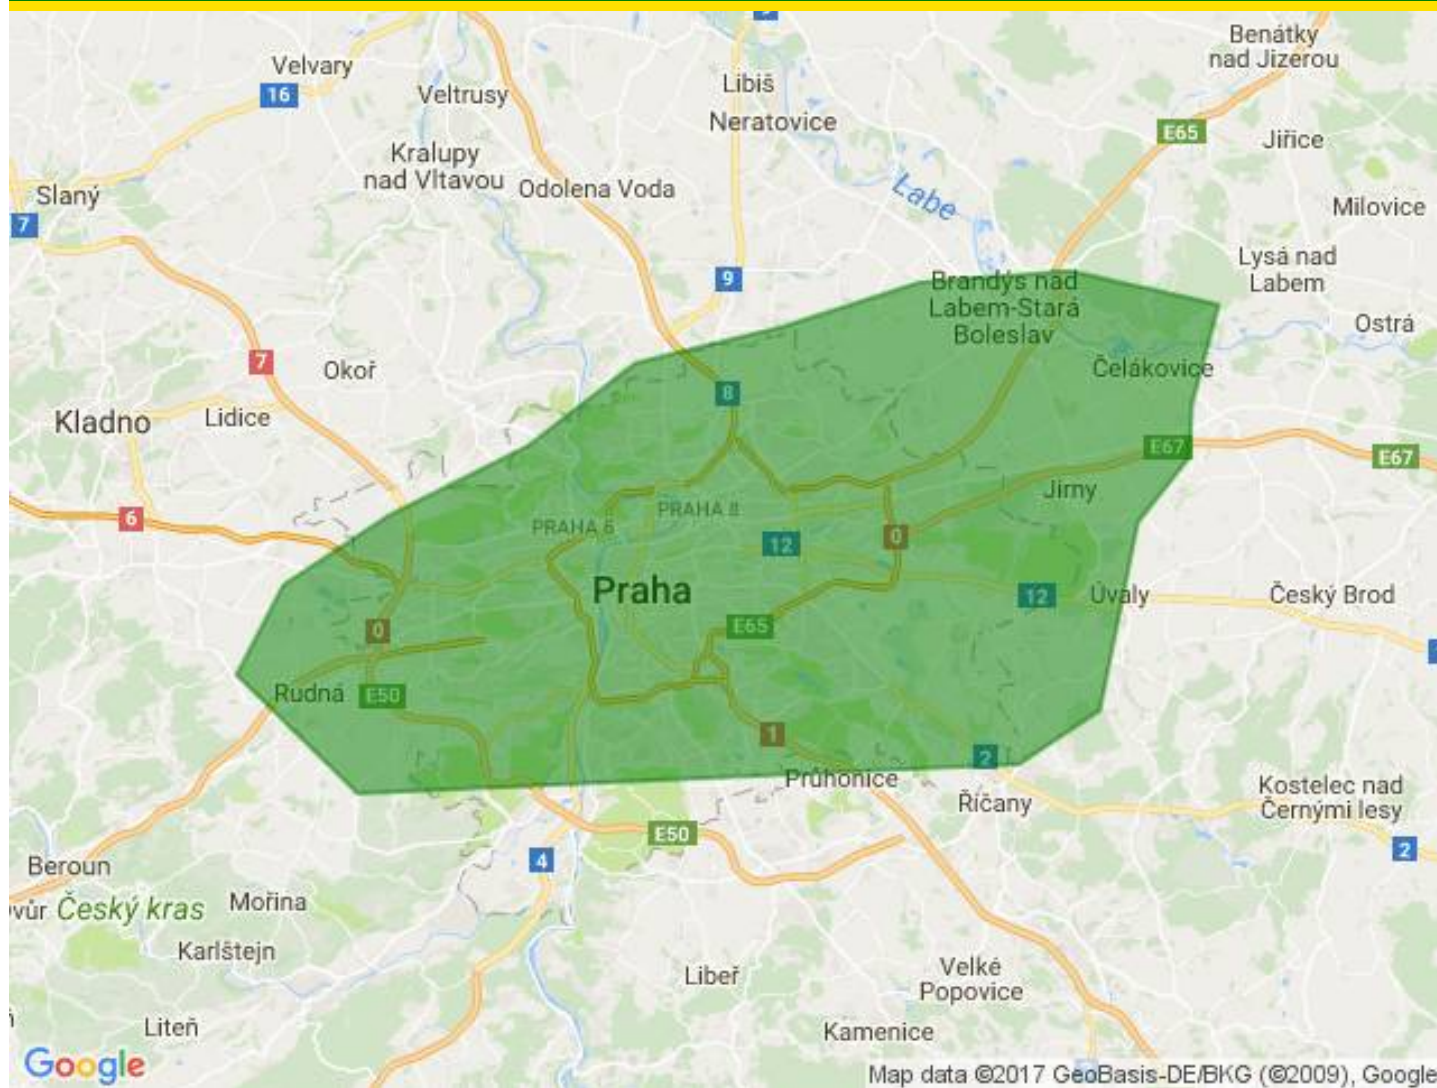 9
Benátky
nad Jizerou
Velvary
Libiš
16
Veltrusy
Neratovice
E65
Jiřice
Kralupy
nad Vltavou
Odolena Voda
Labe
Slaný
Milovice
7
Lysá nad
Labem
9
Brandýs nad
Labem-Stará
Boleslav
Ostrá
7
Okoř
Čelákovice
8
Kladno
Lidice
E67
E67
Jirny
6
PRAHA 8
PRAHA 6
0
12
Praha
12
Úvaly
Český Brod
0
E65
Rudná
E50
1
2
Průhonice
Kostelec nad
Černými lesy
Říčany
E50
2
4
Beroun
vůr
Český kras
Mořina
Karlštejn
Libeř
Velké
Popovice
Liteň
Kamenice
Google
Map data ©2017 GeoBasis-DE/BKG (©2009), Google